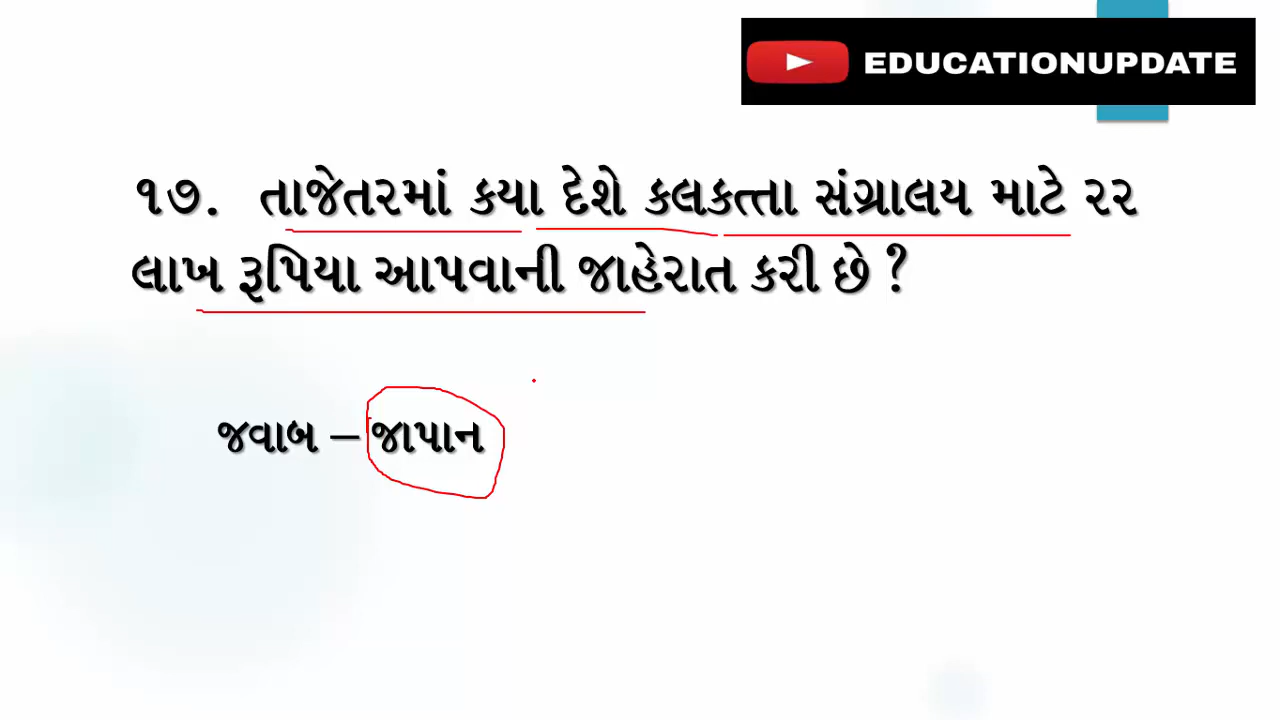 EDUCATIONUPDATE
૧૭. તાજેતરમાં કયા દેશે કલકત્તા સંગ્રાલય માટે ૨૨
લાખ રૂપિયા આપવાની જાહેરાત કરી છે ?
જવાબ – જાપાન